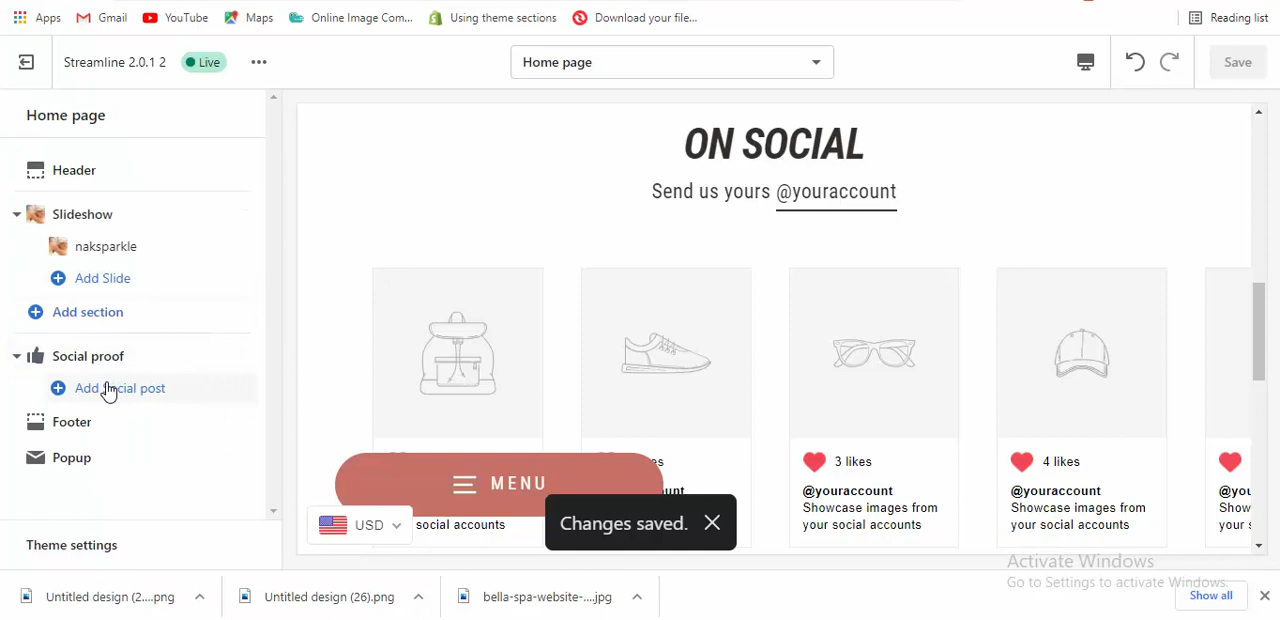 Apps
Gmail
YouTube
Maps
Online Image Com...
Using theme sections
Download your file...
Reading list
Streamline 2.0.1 2
Live
Home page
Save
Home page
Header
Slideshow
naksparkle
Add Slide
Add section
Social proof
Add social post
Footer
Popup
Theme settings
ON SOCIAL
Send us yours @youraccount
3 likes
@youraccount
Showcase images from
your social accounts
4 likes
@youraccount
Showcase images from
your social accounts
MENU
USD
social accounts
Changes saved.
Activate Windows
Go to Settings to activate Windows.
Untitled design (2....png
Untitled design (26).png
bella-spa-website-....jpg
Show all